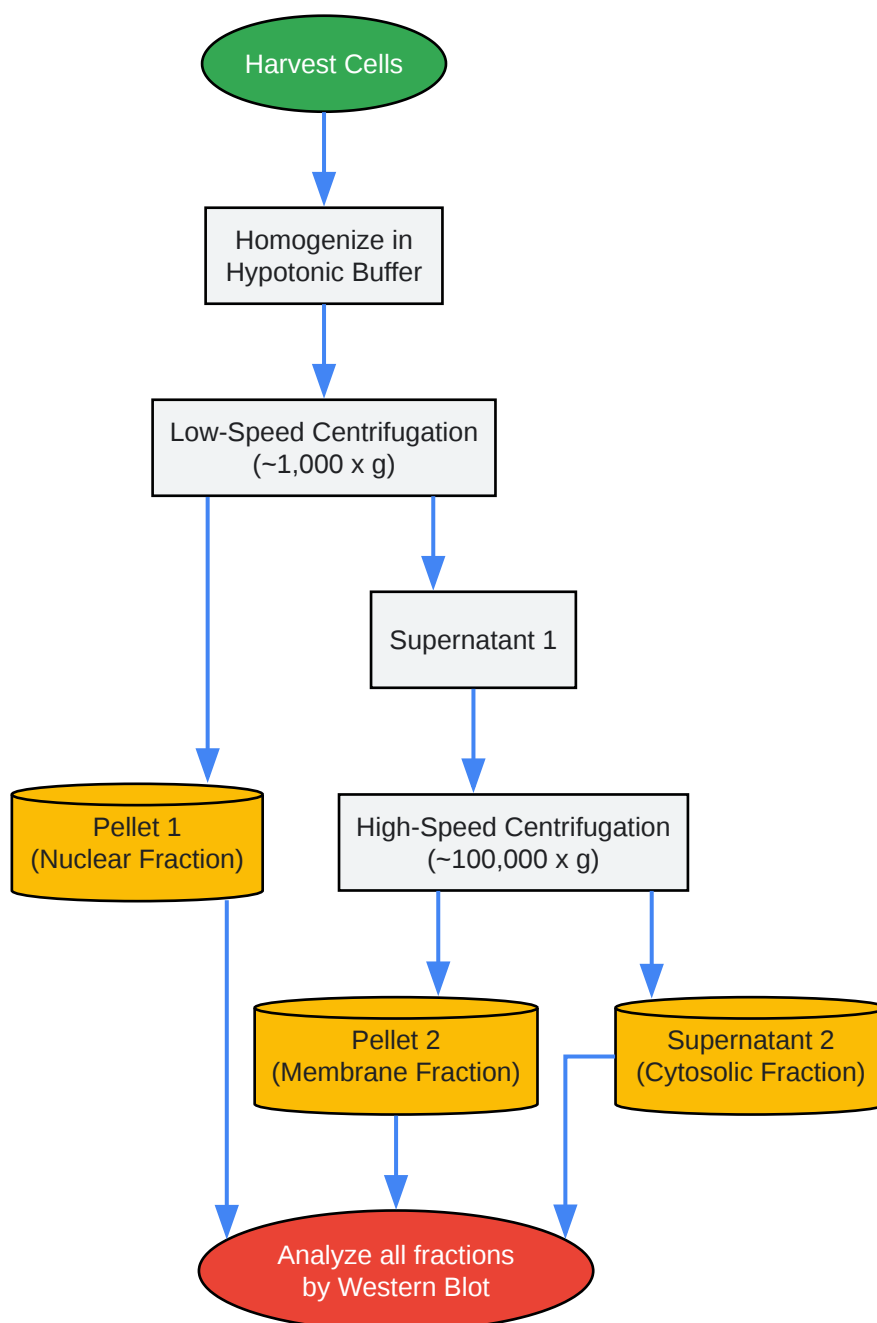 Harvest Cells
Homogenize in
Hypotonic Buffer
Low-Speed Centrifugation
(~1,000 x g)
Supernatant 1
Pellet 1
(Nuclear Fraction)
High-Speed Centrifugation
(~100,000 x g)
Pellet 2
(Membrane Fraction)
Supernatant 2
(Cytosolic Fraction)
Analyze all fractions
by Western Blot